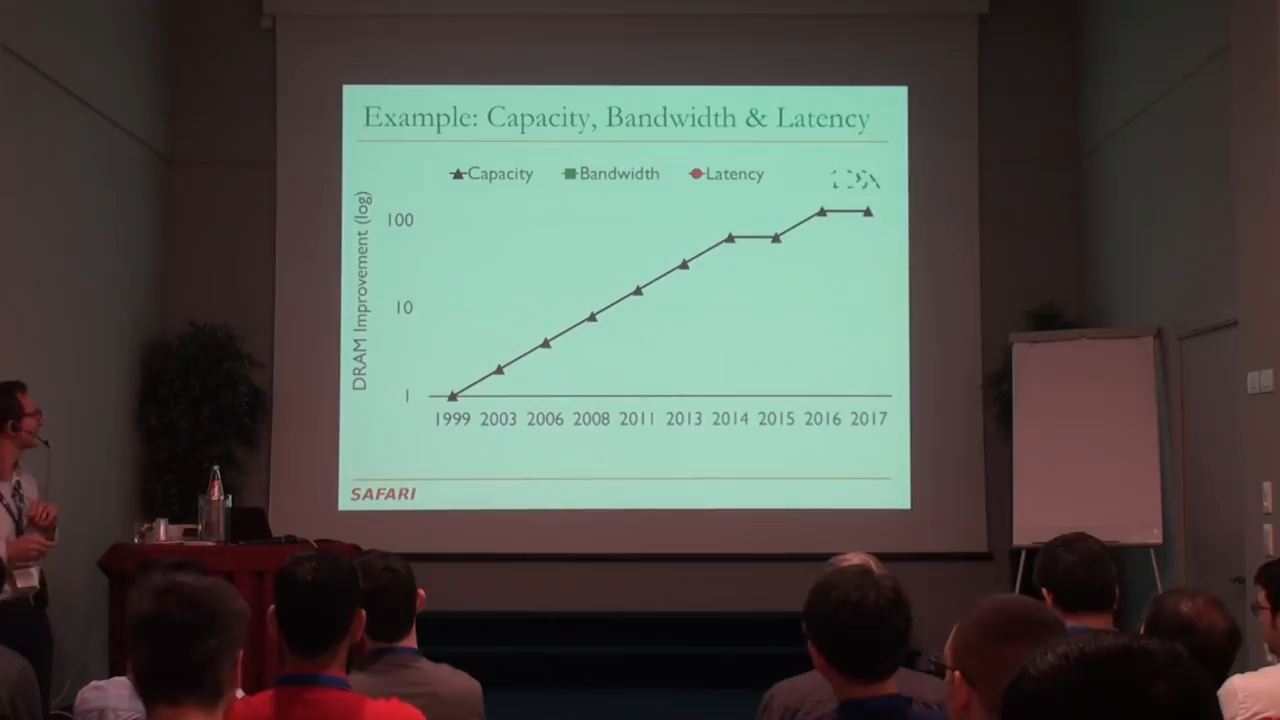 Example: Capacity, Bandwidth & Latency
Capacity Bandwidth Latency
DRAM Improvement (log)
100
10
1
1999 2003 2006 2008 2011 2013 2014 2015 2016 2017
SAFARI